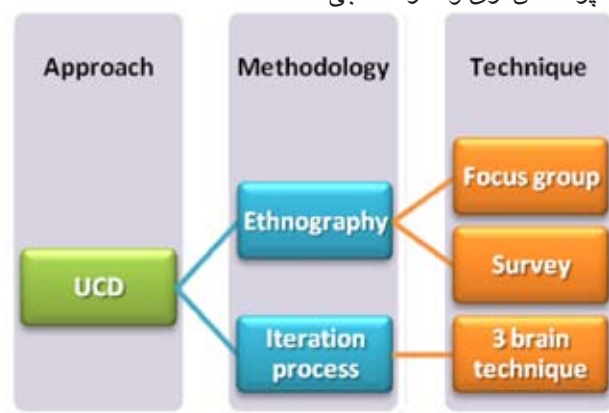 Approach
Methodology
Technique
Focus group
Ethnography
Survey
UCD
Iteration
process
3 brain
technique